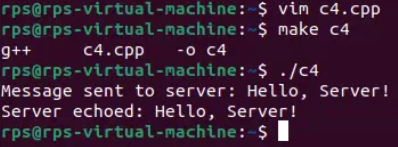 rps@rps-virtual-machine:~$ vim c4.cpp
rps@rps-virtual-machine:~$ make c4
g++     c4.cpp   -o c4
rps@rps-virtual-machine:~$ ./c4
Message sent to server: Hello, Server!
Server echoed: Hello, Server!
rps@rps-virtual-machine:~$